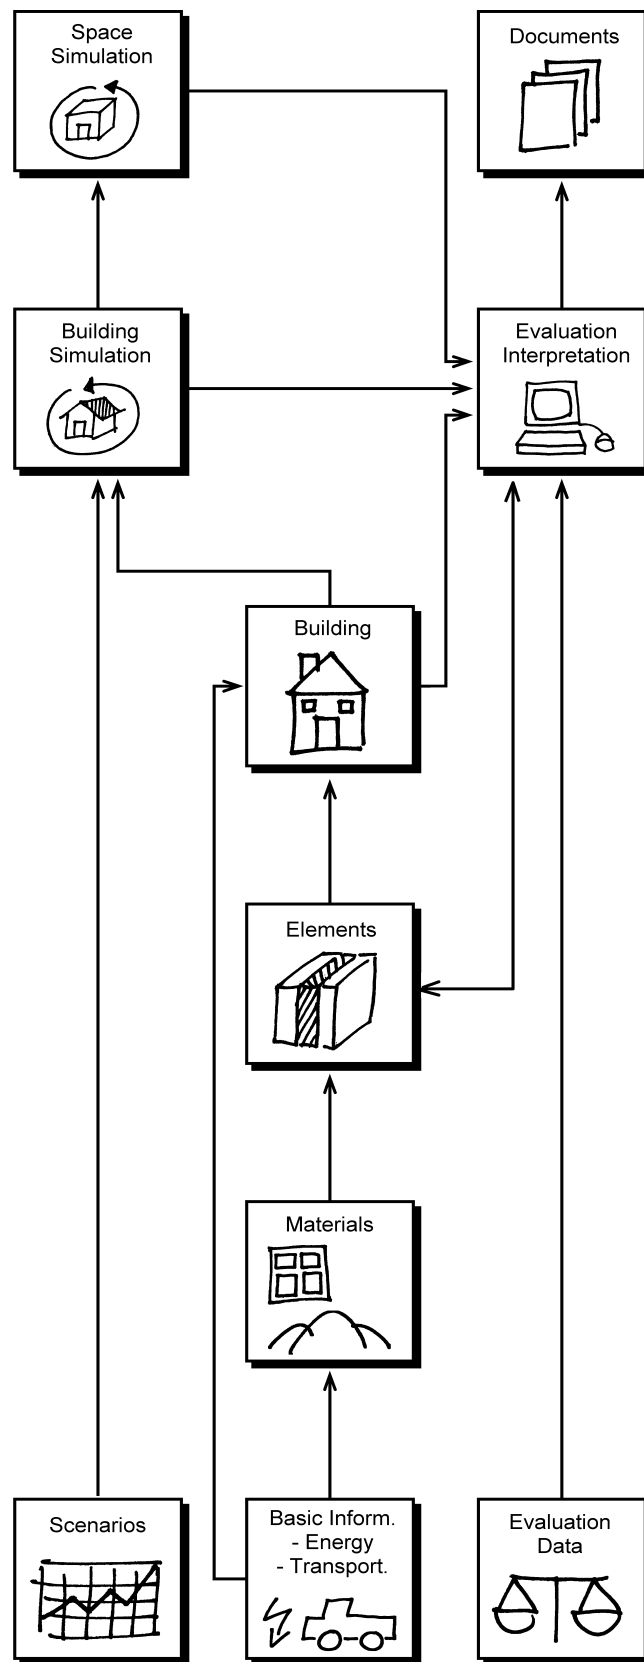 Space
Simulation
Documents
Building
Simulation
Evaluation
Interpretation
Building
Elements
Materials
Scenarios
Basic Inform.
- Energy
- Transport.
Evaluation
Data